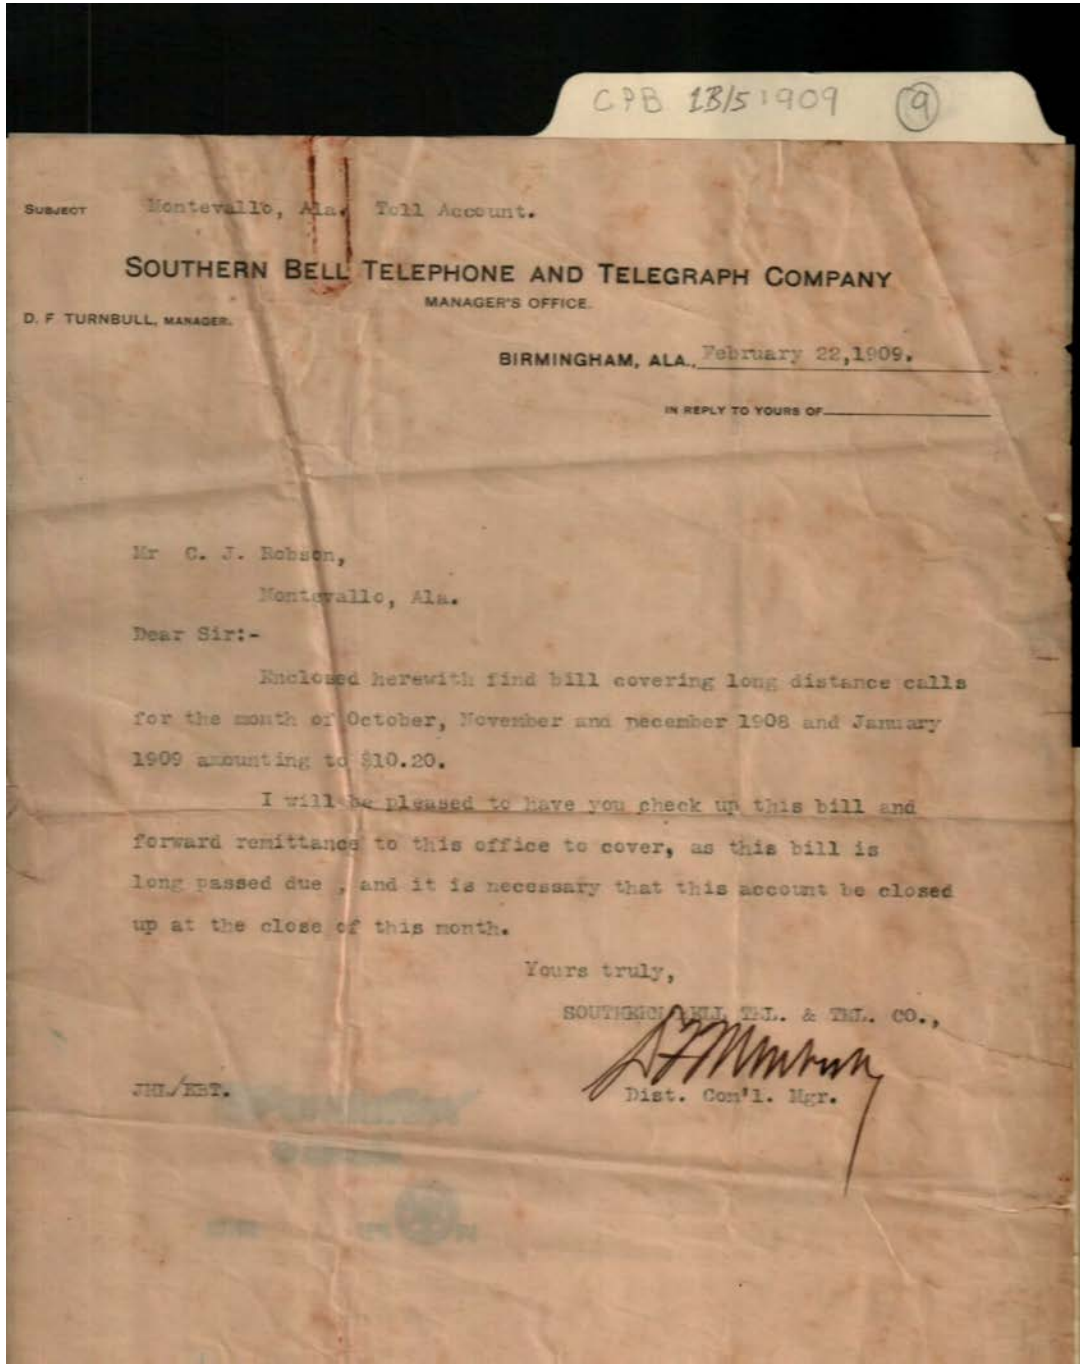 CPB 1B/5 1909 9
SUBJECT Montevallo, Ala. Toll Account.
SOUTHERN BELL TELEPHONE AND TELEGRAPH COMPANY
MANAGER'S OFFICE.
D. F TURNBULL, MANAGER.
BIRMINGHAM, ALA., February 22,1909.
IN REPLY TO YOURS OF
Mr C. J. Robson,
Montevallo, Ala.
Dear Sir:-
Enclosed herewith find bill covering long distance calls
for the month of October, November and December 1908 and January
1909 amounting to $10.20.
I will be pleased to have you check up this bill and
forward remittance to this office to cover, as this bill is
long passed due , and it is necessary that this account be closed
up at the close of this month.
Yours truly,
SOUTHERN BELL TEL. & TEL. CO.,
JHL/KBT.
Dist. Com'l. Mgr.